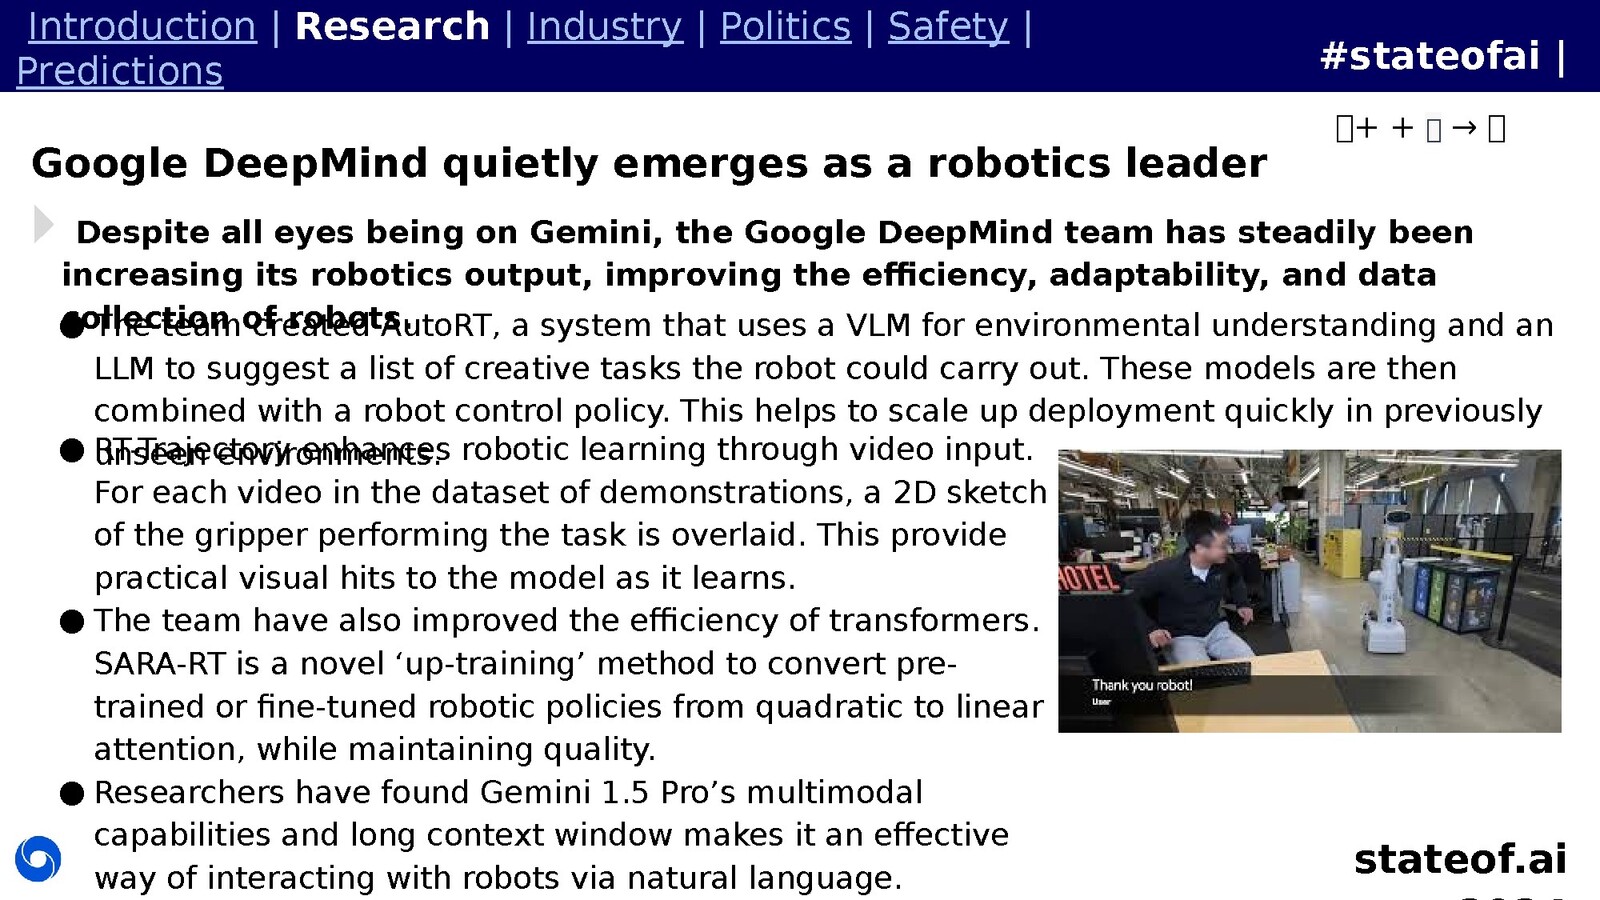 Introduction | Research | Industry | Politics | Safety |
Predictions
#stateofai |
+ + →
Google DeepMind quietly emerges as a robotics leader
Despite all eyes being on Gemini, the Google DeepMind team has steadily been
increasing its robotics output, improving the efficiency, adaptability, and data
collection of robots.
● The team created AutoRT, a system that uses a VLM for environmental understanding and an
LLM to suggest a list of creative tasks the robot could carry out. These models are then
combined with a robot control policy. This helps to scale up deployment quickly in previously
unseen environments.
● RT-Trajectory enhances robotic learning through video input.
For each video in the dataset of demonstrations, a 2D sketch
of the gripper performing the task is overlaid. This provide
practical visual hits to the model as it learns.
● The team have also improved the efficiency of transformers.
SARA-RT is a novel ‘up-training’ method to convert pre-
trained or fine-tuned robotic policies from quadratic to linear
attention, while maintaining quality.
● Researchers have found Gemini 1.5 Pro’s multimodal
capabilities and long context window makes it an effective
way of interacting with robots via natural language.
HOTEL
Thank you robot!
User
stateof.ai